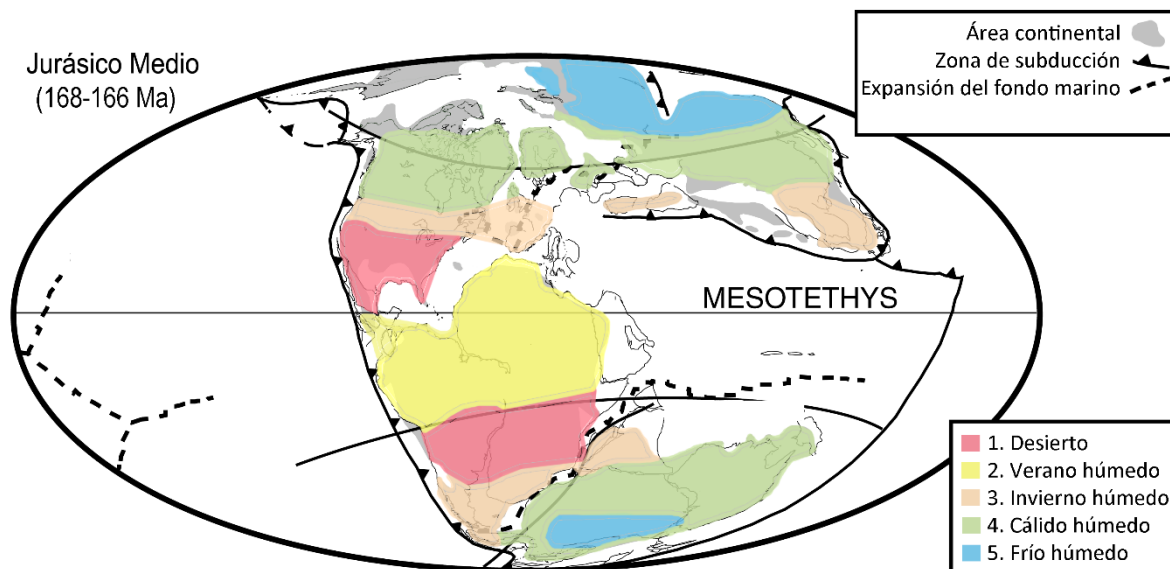 Jurásico Medio
(168-166 Ma)
Área continental
Zona de subducción
Expansión del fondo marino
MESOTETHYS
1. Desierto
2. Verano húmedo
3. Invierno húmedo
4. Cálido húmedo
5. Frío húmedo